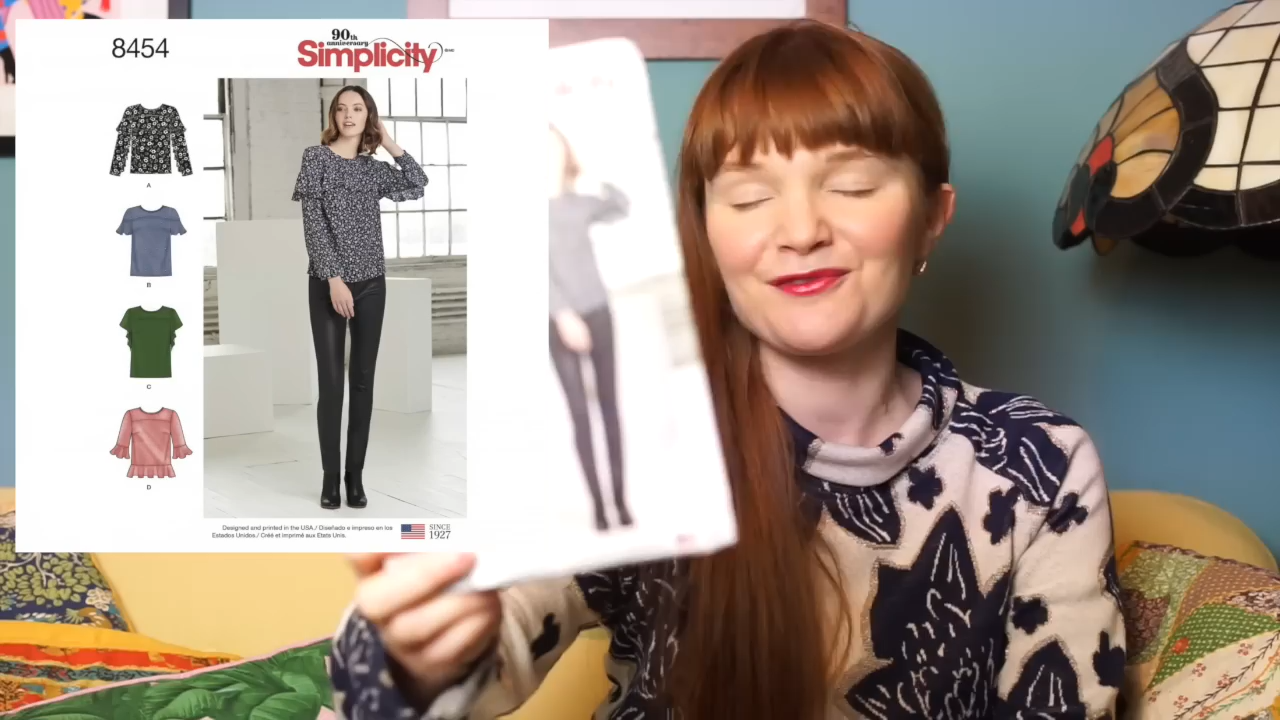 8454
90th
anniversary
Simplicity
A
B
C
D
Designed and printed in the USA./ Diseñado e impreso en los
Estados Unidos./ Créé et imprimé aux Etats Unis.
SINCE
1927